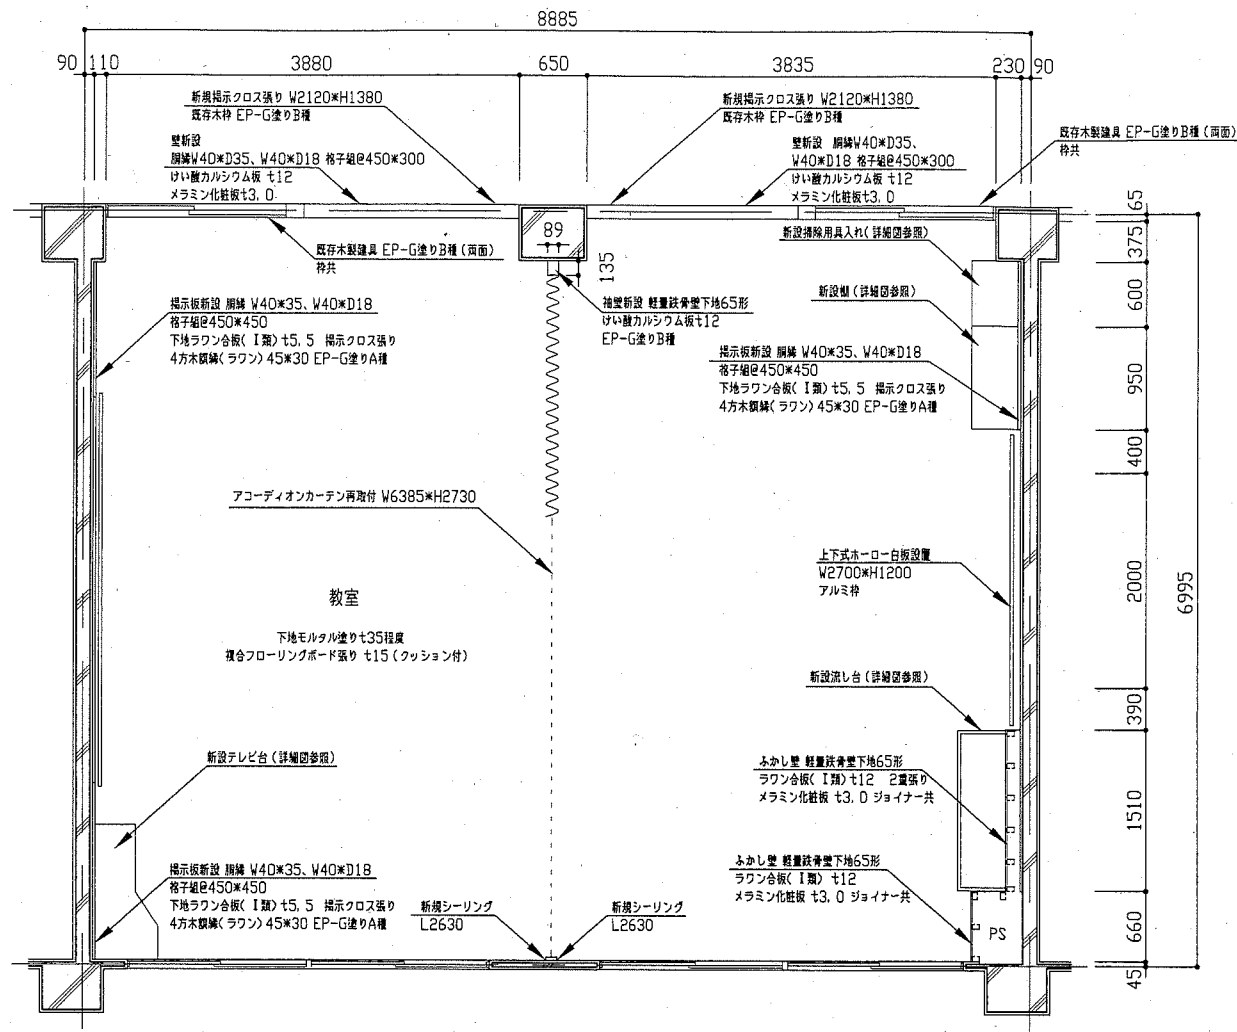 8885
90 110 3880 650 3835 230 90
新規掲示クロス張り W2120*H1380
既存木枠 EP-G塗りB種
新規掲示クロス張り W2120*H1380
既存木枠 EP-G塗りB種
壁新設
胴縁W40*D35、W40*D18 格子組@450*300
けい酸カルシウム板 t12
メラミン化粧板t3.0
壁新設 胴縁W40*D35、
W40*D18 格子組@450*300
けい酸カルシウム板 t12
メラミン化粧板t3.0
既存木製建具 EP-G塗りB種(両面)
枠共
既存木製建具 EP-G塗りB種(両面)
枠共
89
135
袖壁新設 軽量鉄骨壁下地65形
けい酸カルシウム板t12
EP-G塗りB種
新設掃除用具入れ(詳細図参照)
新設棚(詳細図参照)
掲示板新設 胴縁 W40*35、W40*D18
格子組@450*450
下地ラワン合板(Ⅰ類)t5.5 掲示クロス張り
4方木額縁(ラワン)45*30 EP-G塗りA種
掲示板新設 胴縁 W40*35、W40*D18
格子組@450*450
下地ラワン合板(Ⅰ類)t5.5 掲示クロス張り
4方木額縁(ラワン)45*30 EP-G塗りA種
アコーディオンカーテン再取付 W6385*H2730
上下式ホーロー白板設置
W2700*H1200
アルミ枠
教室
下地モルタル塗りt35程度
複合フローリングボード張り t15(クッション付)
新設流し台(詳細図参照)
新設テレビ台(詳細図参照)
ふかし壁 軽量鉄骨壁下地65形
ラワン合板(Ⅰ類)t12 2重張り
メラミン化粧板 t3.0 ジョイナー共
掲示板新設 胴縁 W40*35、W40*D18
格子組@450*450
下地ラワン合板(Ⅰ類)t5.5 掲示クロス張り
4方木額縁(ラワン)45*30 EP-G塗りA種
新規シーリング
L2630
新規シーリング
L2630
ふかし壁 軽量鉄骨壁下地65形
ラワン合板(Ⅰ類) t12
メラミン化粧板 t3.0 ジョイナー共
PS
65
375
600
950
400
2000
390
1510
660
45
6995